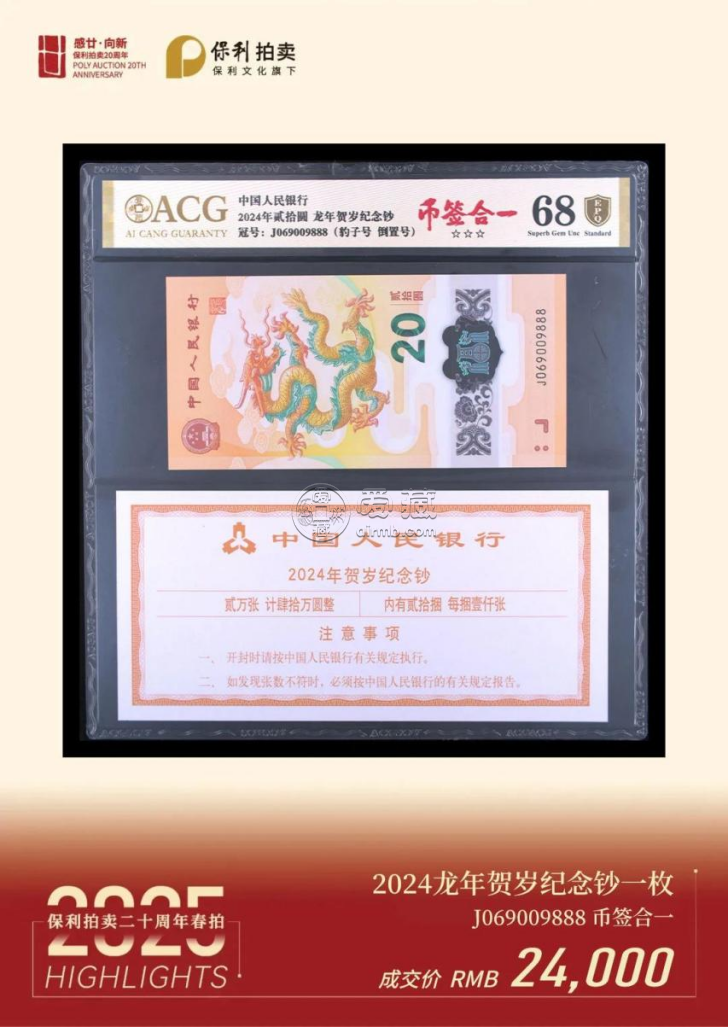 感廿·向新
保利拍卖20周年
POLY AUCTION 20TH
ANNIVERSARY
保利拍卖
保利文化旗下
ACG
AI CANG GUARANTY
中国人民银行
2024年贰拾圆 龙年贺岁纪念钞
冠号：J069009888（豹子号 倒置号）
币签合一
☆☆☆
68
EPQ
Superb Gem Unc Standard
中国人民银行
贰拾圆
20
J069009888
爱藏
airmb.com
中国人民银行
2024年贺岁纪念钞
贰万张 计肆拾万圆整
内有贰拾捆 每捆壹仟张
注意事项
一、开封时请按中国人民银行有关规定执行。
二、如发现张数不符时，必须按中国人民银行的有关规定报告。
2025
保利拍卖二十周年春拍
HIGHLIGHTS
2024龙年贺岁纪念钞一枚
J069009888 币签合一
成交价 RMB 24,000